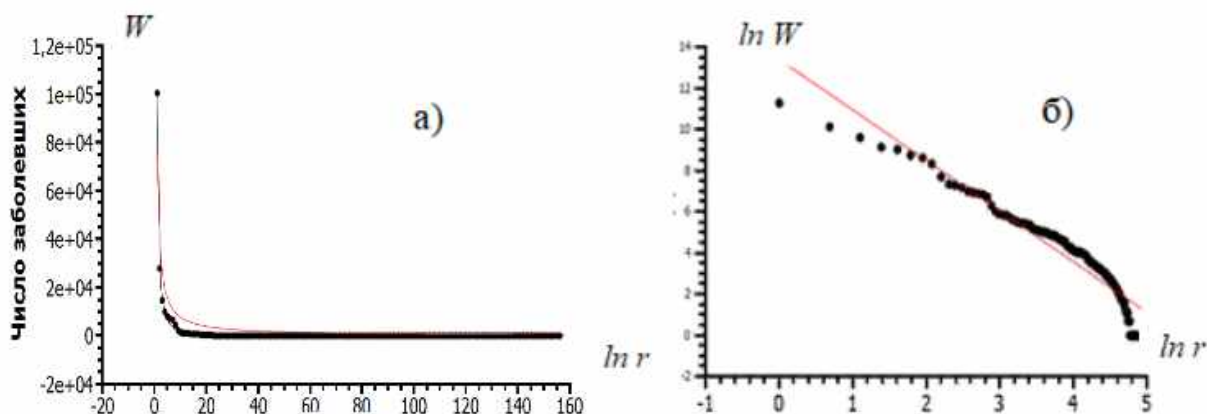 W
1,2e+05
1e+05
8e+04
6e+04
4e+04
2e+04
0
-2e+04
Число заболевших
а)
ln r
-20 0 20 40 60 80 100 120 140 160
ln W
14
12
10
8
6
4
2
0
-2
б)
ln r
-1 0 1 2 3 4 5